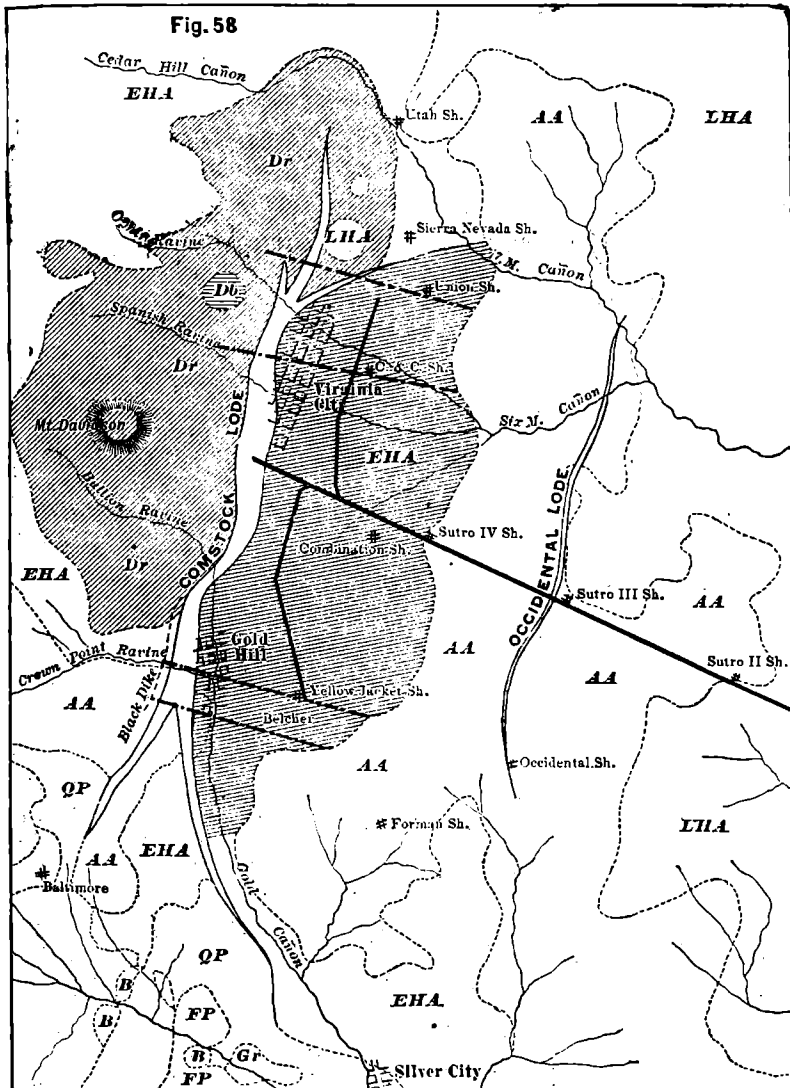 Fig. 58
Cedar Hill Cañon
EHA
Utah Sh.
AA
LHA
Dr
Ravine
LHA
Sierra Nevada Sh.
7. M. Cañon
Db
Union Sh.
Spanish Ravine
Dr
C. & C. Sh.
Virginia City
Six M. Cañon
Mt. Davidson
COMSTOCK LODE
EHA
Bullion Ravine
OCCIDENTAL LODE
Sutro IV Sh.
Combination Sh.
EHA
Dr
Sutro III Sh.
AA
Gold Hill
AA
Sutro II Sh.
AA
Crown Point Ravine
Yellow Jacket Sh.
Black Dike
Belcher
AA
AA
Occidental Sh.
QP
Forman Sh.
LHA
AA
EHA
Baltimore
Gold Cañon
QP
B
EHA
B
FP
B
Gr
FP
Silver City